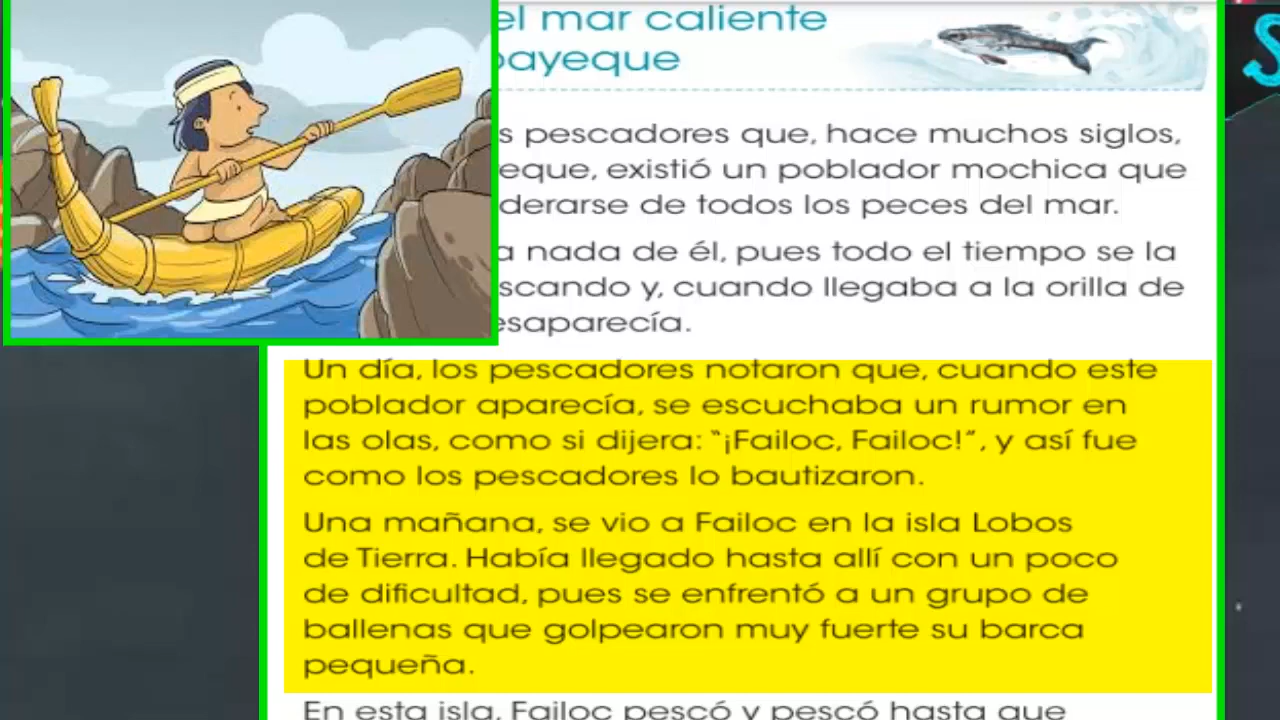 el mar caliente
ayeque
pescadores que, hace muchos siglos,
eque, existió un poblador mochica que
derarse de todos los peces del mar.
nada de él, pues todo el tiempo se la
scando y, cuando llegaba a la orilla de
esaparecía.
Un día, los pescadores notaron que, cuando este
poblador aparecía, se escuchaba un rumor en
las olas, como si dijera: “¡Failoc, Failoc!”, y así fue
como los pescadores lo bautizaron.
Una mañana, se vio a Failoc en la isla Lobos
de Tierra. Había llegado hasta allí con un poco
de dificultad, pues se enfrentó a un grupo de
ballenas que golpearon muy fuerte su barca
pequeña.
En esta isla, Failoc pescó y pescó hasta que